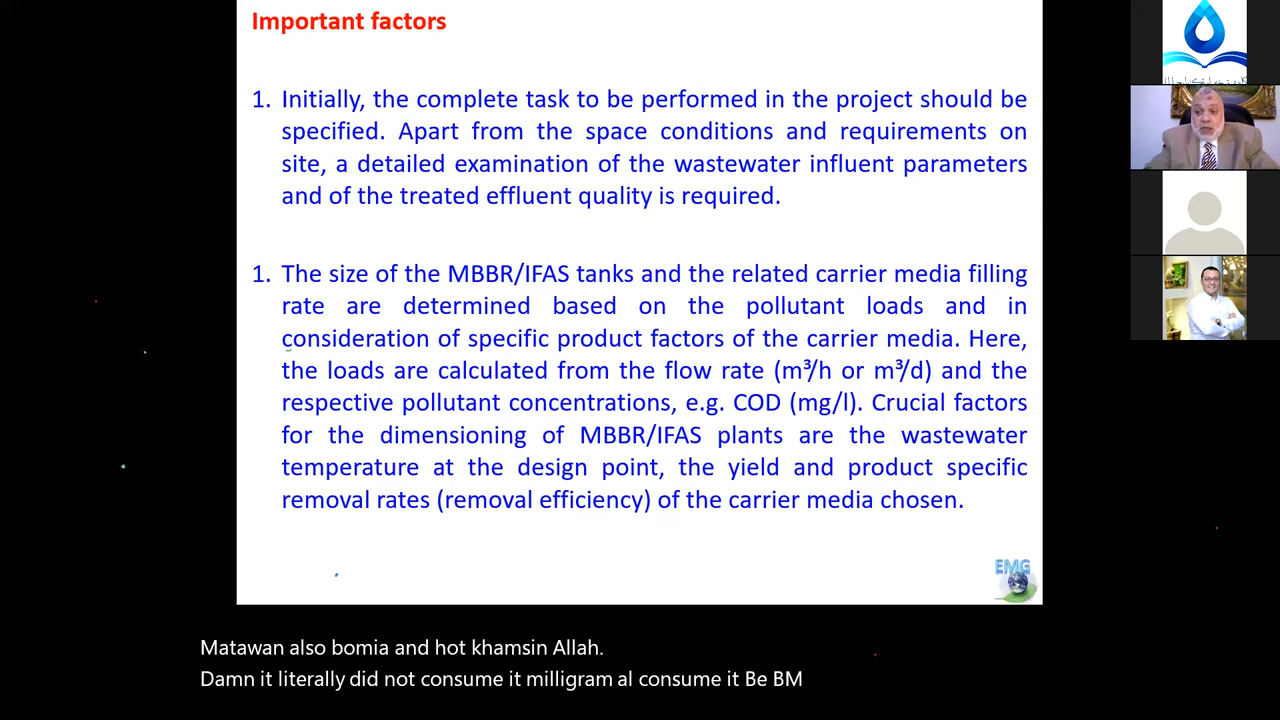 Important factors
1. Initially, the complete task to be performed in the project should be
specified. Apart from the space conditions and requirements on
site, a detailed examination of the wastewater influent parameters
and of the treated effluent quality is required.
1. The size of the MBBR/IFAS tanks and the related carrier media filling
rate are determined based on the pollutant loads and in
consideration of specific product factors of the carrier media. Here,
the loads are calculated from the flow rate (m³/h or m³/d) and the
respective pollutant concentrations, e.g. COD (mg/l). Crucial factors
for the dimensioning of MBBR/IFAS plants are the wastewater
temperature at the design point, the yield and product specific
removal rates (removal efficiency) of the carrier media chosen.
EMG
Matawan also bomia and hot khamsin Allah.
Damn it literally did not consume it milligram al consume it Be BM